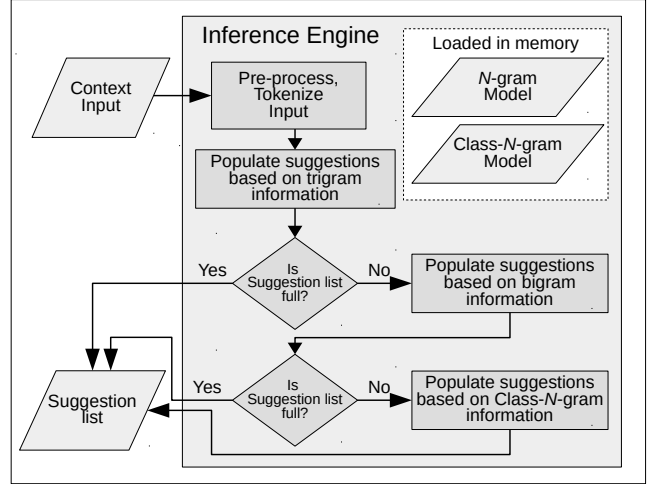 Inference Engine
Loaded in memory
Context
Input
Pre-process,
Tokenize
Input
N-gram
Model
Class-N-gram
Model
Populate suggestions
based on trigram
information
Yes
Is
Suggestion list
full?
No
Populate suggestions
based on bigram
information
Suggestion
list
Yes
Is
Suggestion list
full?
No
Populate suggestions
based on Class-N-gram
information